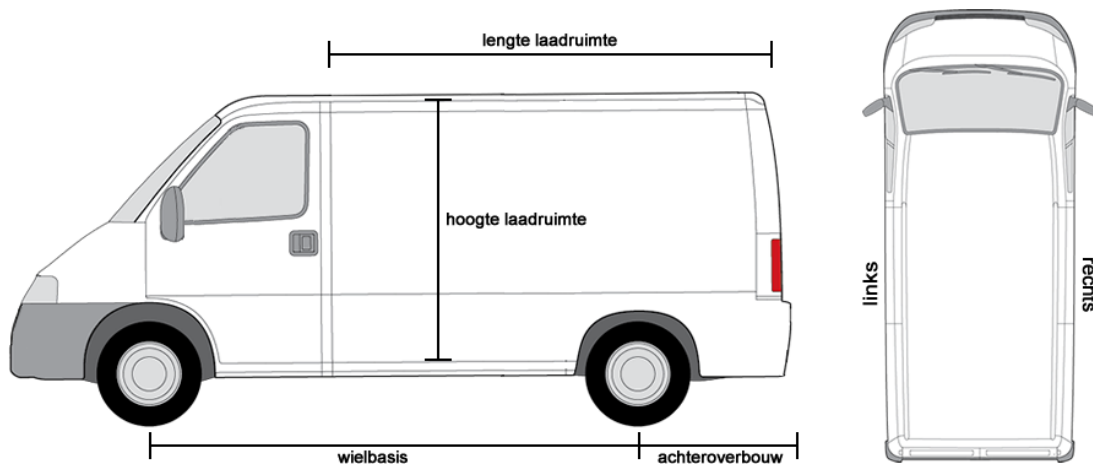 lengte laadruimte
hoogte laadruimte
links
rechts
wielbasis
achteroverbouw